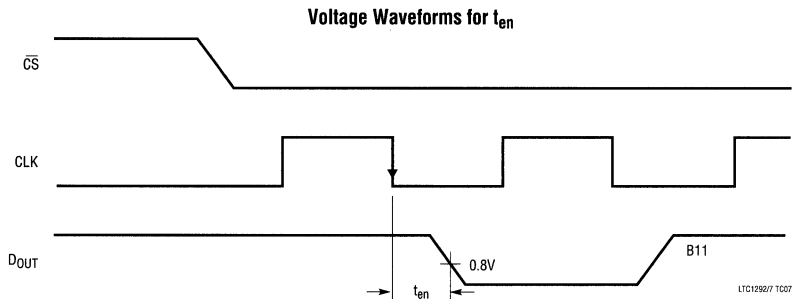 Voltage Waveforms for ten
CS
CLK
DOUT
0.8V
B11
ten
LTC1292/7 TC07